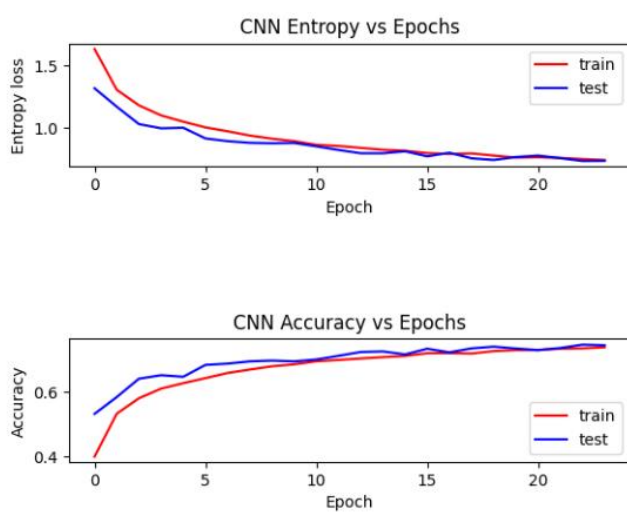 CNN Entropy vs Epochs
Entropy loss
1.5
1.0
train
test
0
5
10
15
20
Epoch
CNN Accuracy vs Epochs
Accuracy
0.6
0.4
train
test
0
5
10
15
20
Epoch